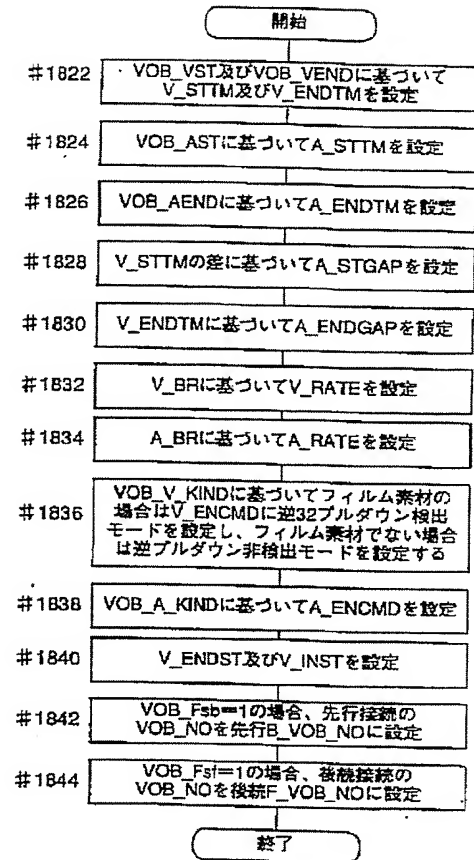 開始
#1822
VOB_VST及びVOB_VENDに基づいて
V_STTM及びV_ENDTMを設定
#1824
VOB_ASTに基づいてA_STTMを設定
#1826
VOB_AENDに基づいてA_ENDTMを設定
#1828
V_STTMの差に基づいてA_STGAPを設定
#1830
V_ENDTMに基づいてA_ENDGAPを設定
#1832
V_BRに基づいてV_RATEを設定
#1834
A_BRに基づいてA_RATEを設定
#1836
VOB_V_KINDに基づいてフィルム素材の
場合はV_ENCMDに逆32プルダウン検出
モードを設定し、フィルム素材でない場合
は逆プルダウン非検出モードを設定する
#1838
VOB_A_KINDに基づいてA_ENCMDを設定
#1840
V_ENDST及びV_INSTを設定
#1842
VOB_Fsb=1の場合、先行接続の
VOB_NOを先行B_VOB_NOに設定
#1844
VOB_Fsf=1の場合、後続接続の
VOB_NOを後続F_VOB_NOに設定
終了